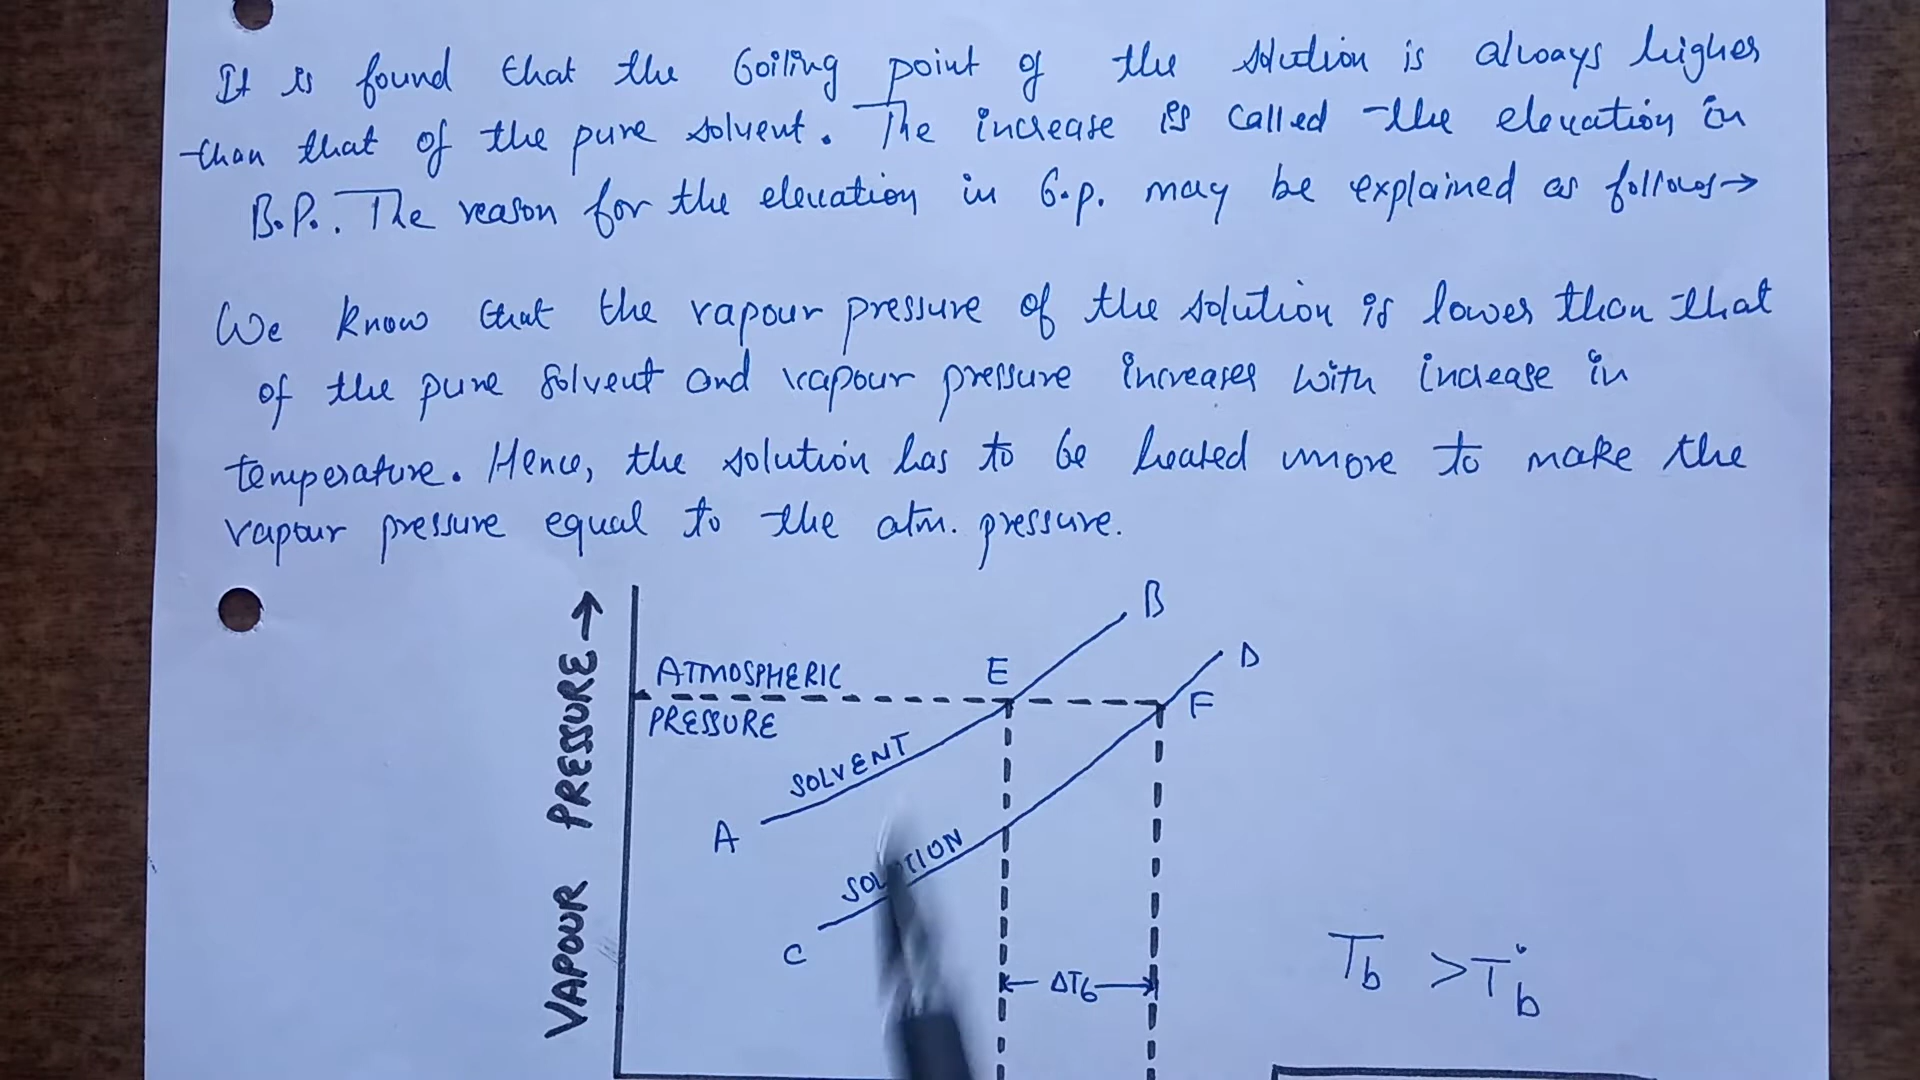 It is found that the boiling point of the solution is always higher
than that of the pure solvent. The increase is called the elevation in
B.P.. The reason for the elevation in b.p. may be explained as follows→
We know that the vapour pressure of the solution is lower than that
of the pure solvent and vapour pressure increases with increase in
temperature. Hence, the solution has to be heated more to make the
vapour pressure equal to the atm. pressure.
VAPOUR PRESSURE →
B
D
ATMOSPHERIC
E
F
PRESSURE
SOLVENT
A
C
ΔTb
Tb > T°b